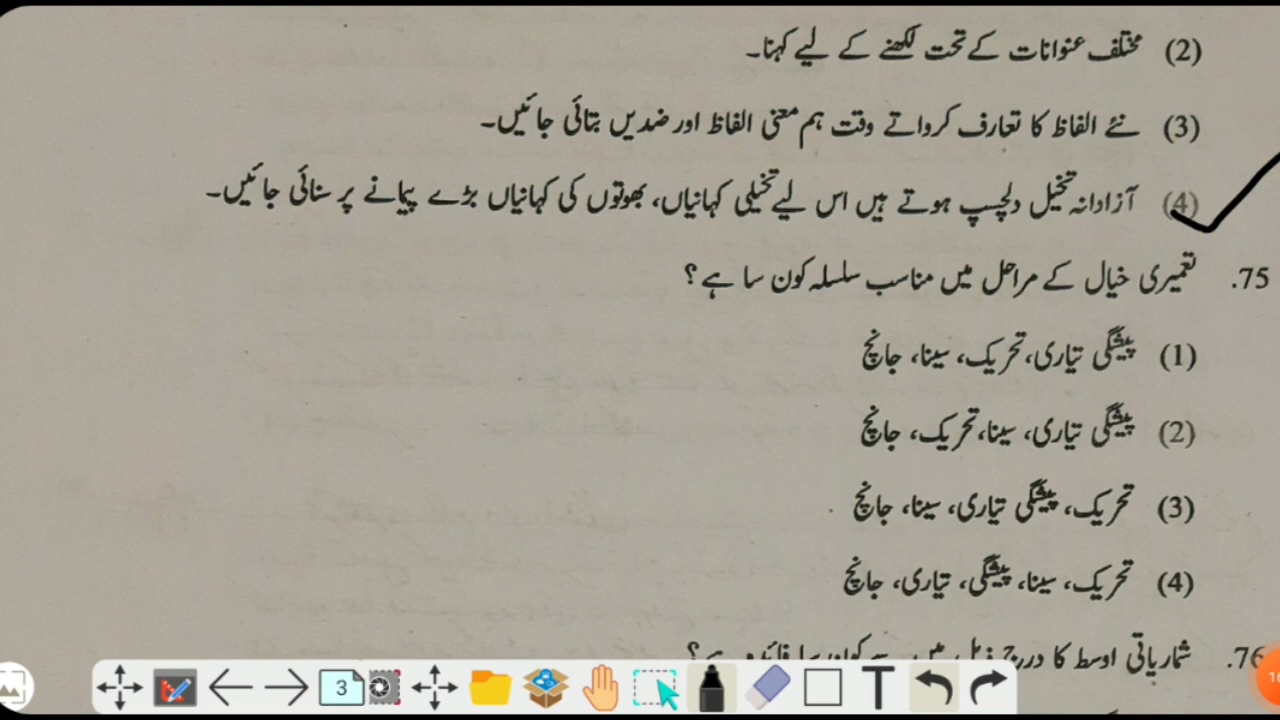 (2) مختلف عنوانات کے تحت لکھنے کے لیے کہنا۔
(3) نئے الفاظ کا تعارف کرواتے وقت ہم معنی الفاظ اور ضدیں بتائی جائیں۔
(4) آزادانہ تخیل دلچسپ ہوتے ہیں اس لیے تخیلی کہانیاں، بھوتوں کی کہانیاں بڑے پیمانے پر سنائی جائیں۔
75. تعمیری خیال کے مراحل میں مناسب سلسلہ کون سا ہے؟
(1) پیشگی تیاری، تحریک، سینا، جانچ
(2) پیشگی تیاری، سینا، تحریک، جانچ
(3) تحریک، پیشگی تیاری، سینا، جانچ
(4) تحریک، سینا، پیشگی، تیاری، جانچ
76. شماریاتی اوسط کا درج
3
T
16